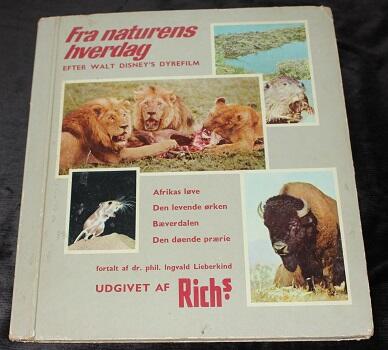 Fra naturens
hverdag
EFTER WALT DISNEY'S DYREFILM
Afrikas løve
Den levende ørken
Bæverdalen
Den døende prærie
fortalt af dr. phil. Ingvald Lieberkind
UDGIVET AF Richs.